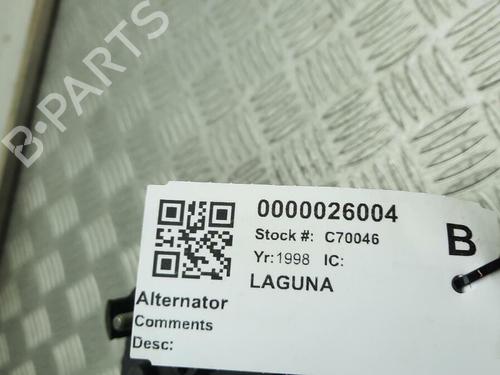 B-PARTS
0000026004
Stock #: C70046
B
Yr:1998 IC:
LAGUNA
Alternator
Comments
Desc: